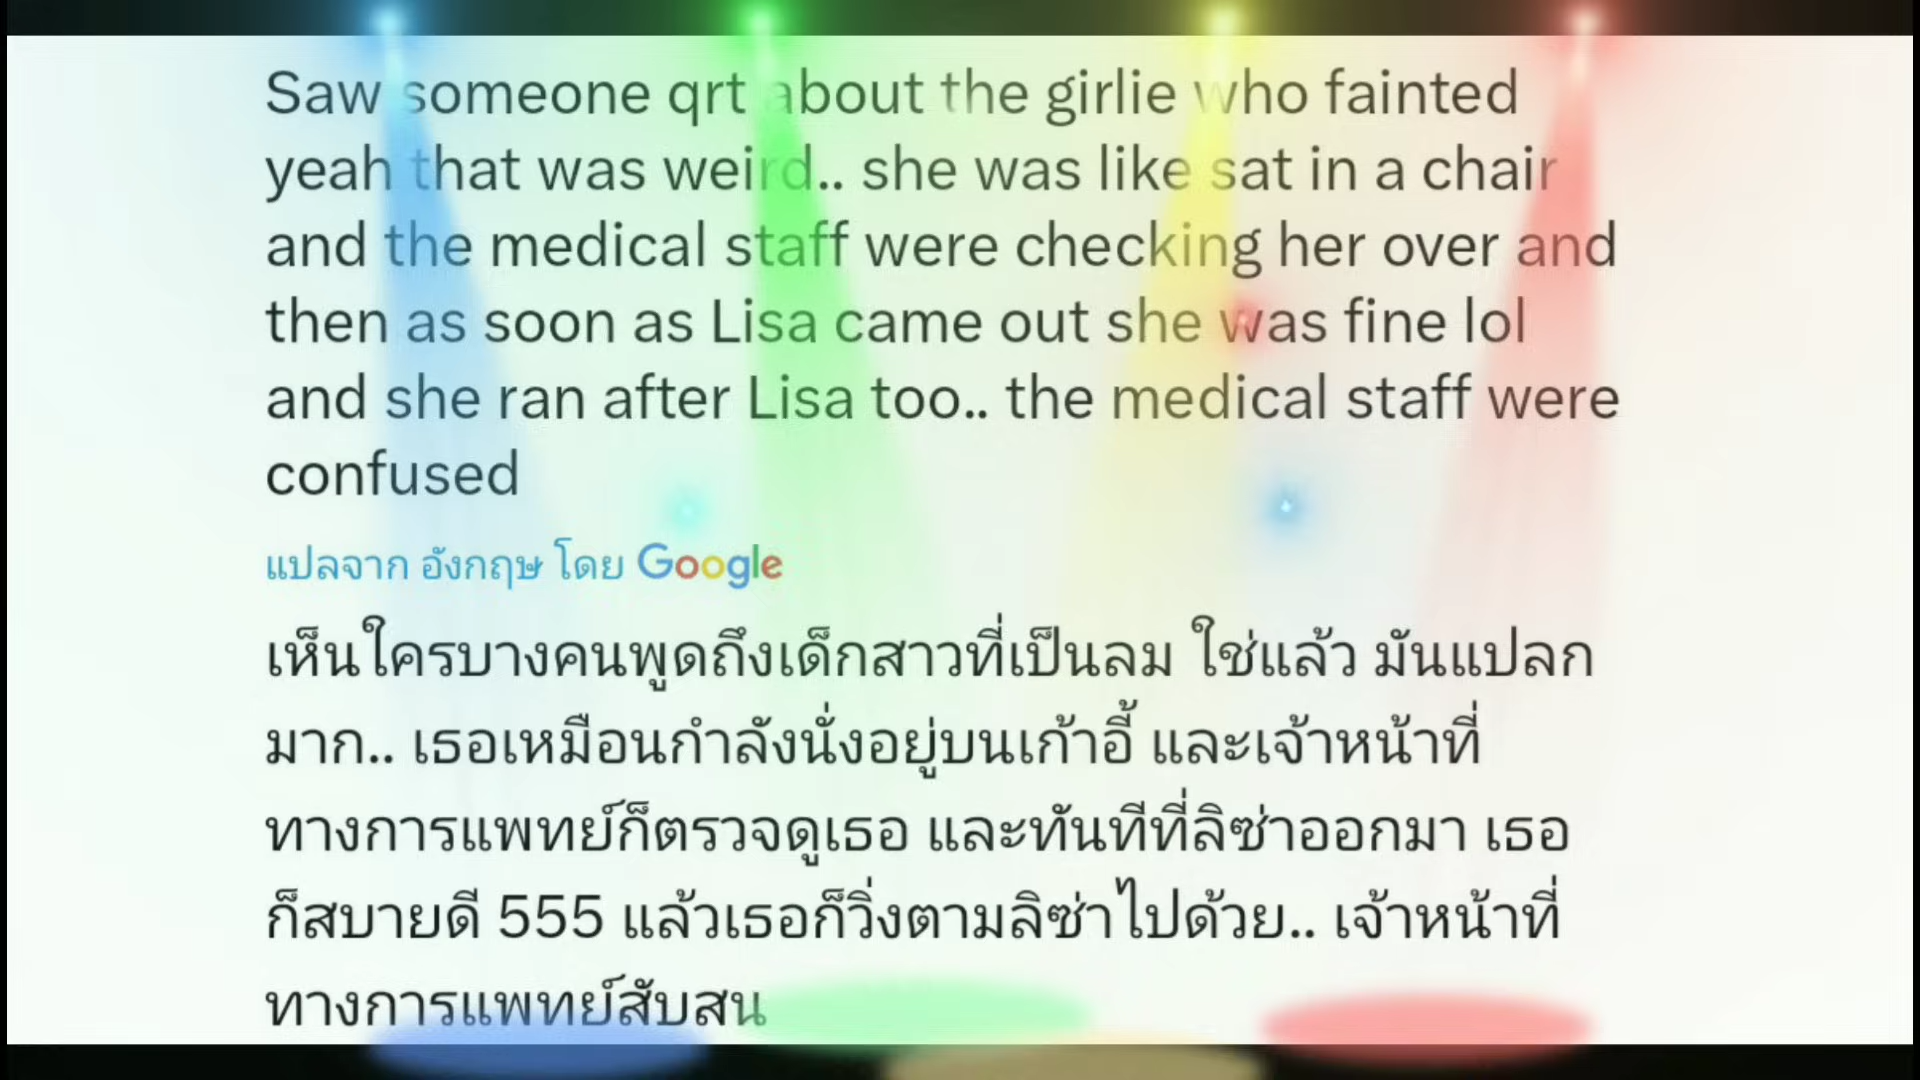 Saw someone qrt about the girlie who fainted
yeah that was weird.. she was like sat in a chair
and the medical staff were checking her over and
then as soon as Lisa came out she was fine lol
and she ran after Lisa too.. the medical staff were
confused
แปลจาก อังกฤษ โดย Google
เห็นใครบางคนพูดถึงเด็กสาวที่เป็นลม ใช่แล้ว มันแปลก
มาก.. เธอเหมือนกำลังนั่งอยู่บนเก้าอี้ และเจ้าหน้าที่
ทางการแพทย์ก็ตรวจดูเธอ และทันทีที่ลิซ่าออกมา เธอ
ก็สบายดี 555 แล้วเธอก็วิ่งตามลิซ่าไปด้วย.. เจ้าหน้าที่
ทางการแพทย์สับสน